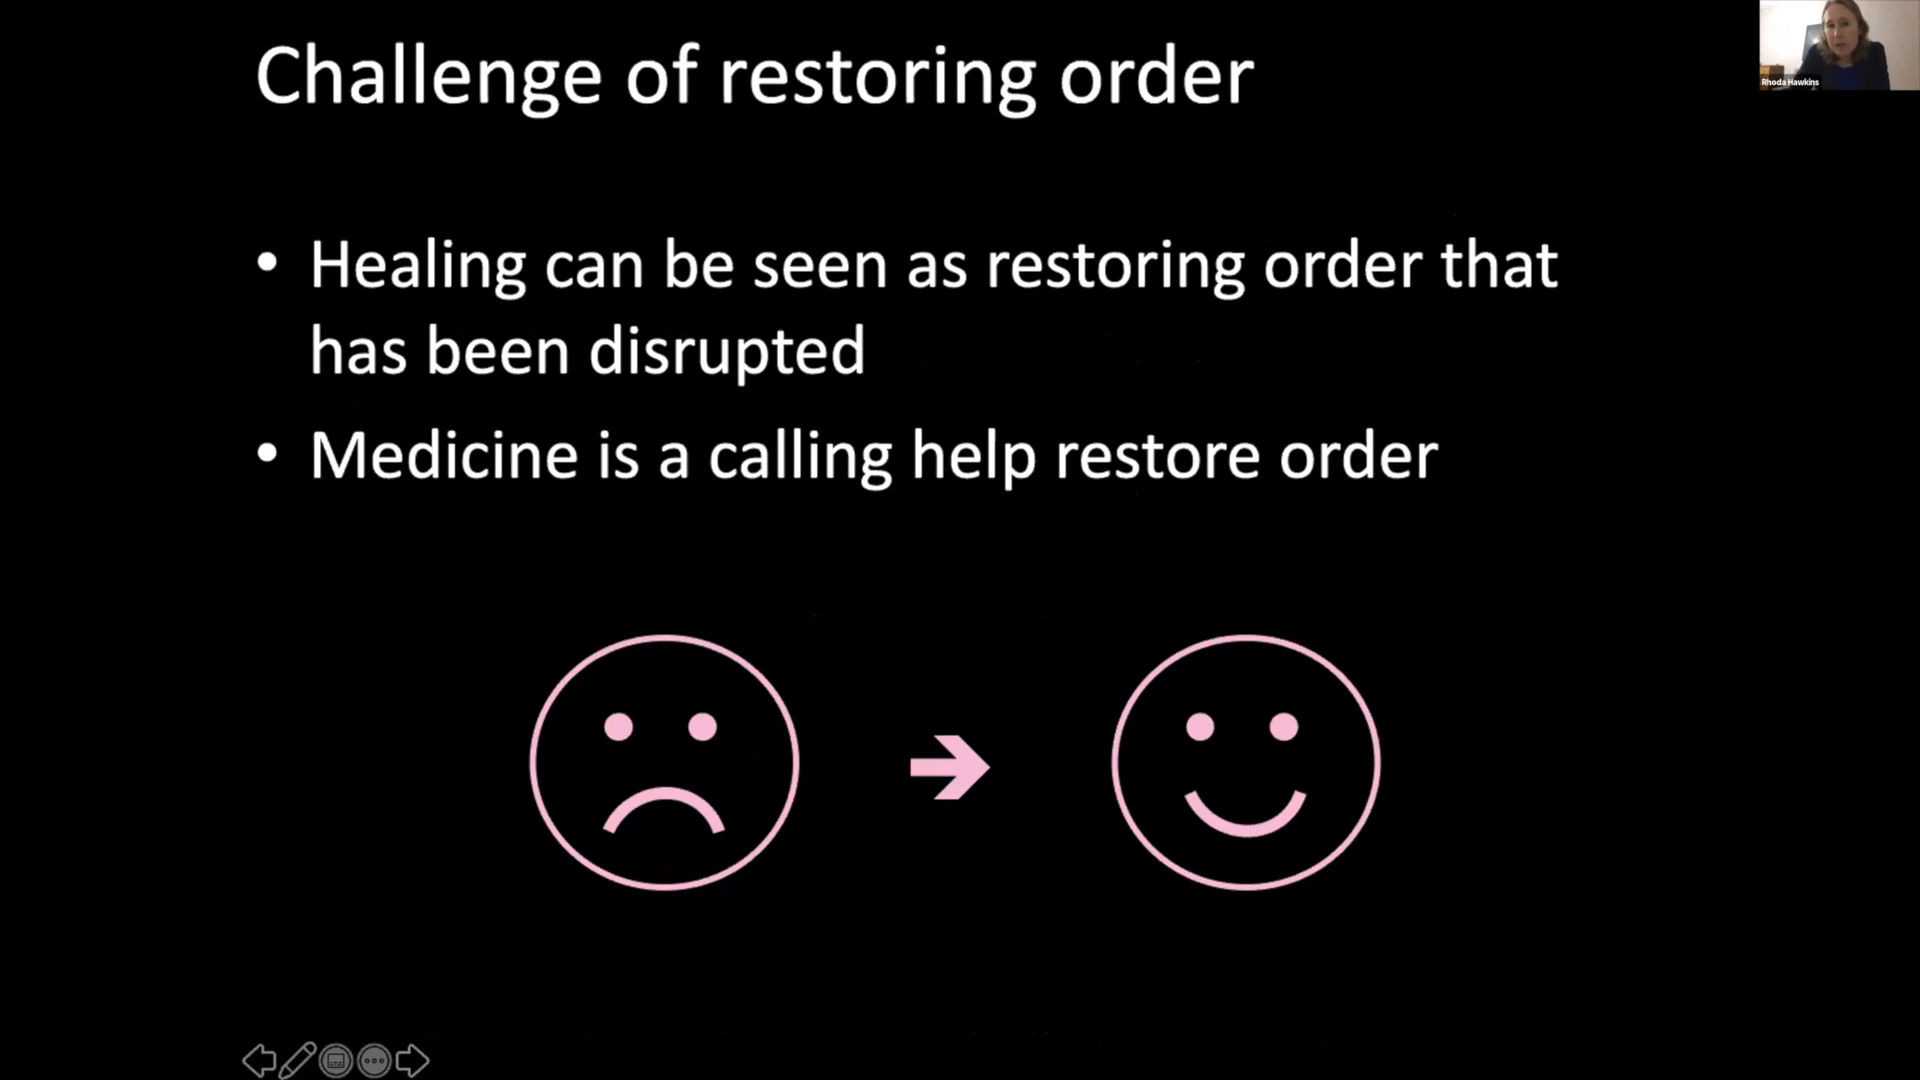 Challenge of restoring order
Rhoda Hawkins
• Healing can be seen as restoring order that
has been disrupted
• Medicine is a calling help restore order